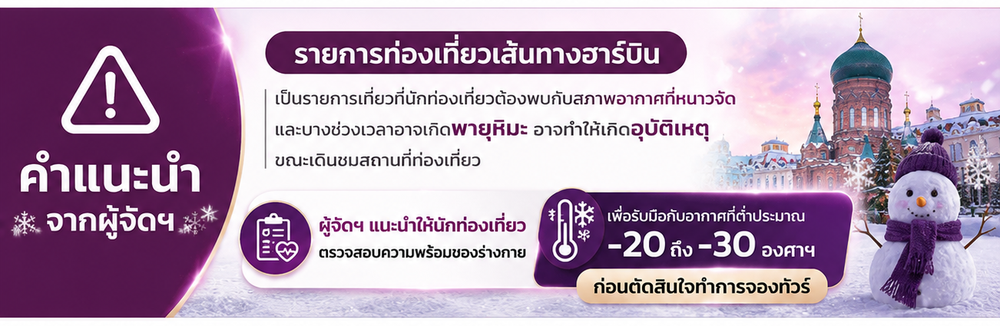 คำแนะนำ
จากผู้จัดฯ
รายการท่องเที่ยวเส้นทางฮาร์บิน
เป็นรายการเที่ยวที่นักท่องเที่ยวต้องพบกับสภาพอากาศที่หนาวจัด
และบางช่วงเวลาอาจเกิดพายุหิมะ อาจทำให้เกิดอุบัติเหตุ
ขณะเดินชมสถานที่ท่องเที่ยว
ผู้จัดฯ แนะนำให้นักท่องเที่ยว
ตรวจสอบความพร้อมของร่างกาย
เพื่อรับมือกับอากาศที่ต่ำประมาณ
-20 ถึง -30 องศาฯ
ก่อนตัดสินใจทำการจองทัวร์